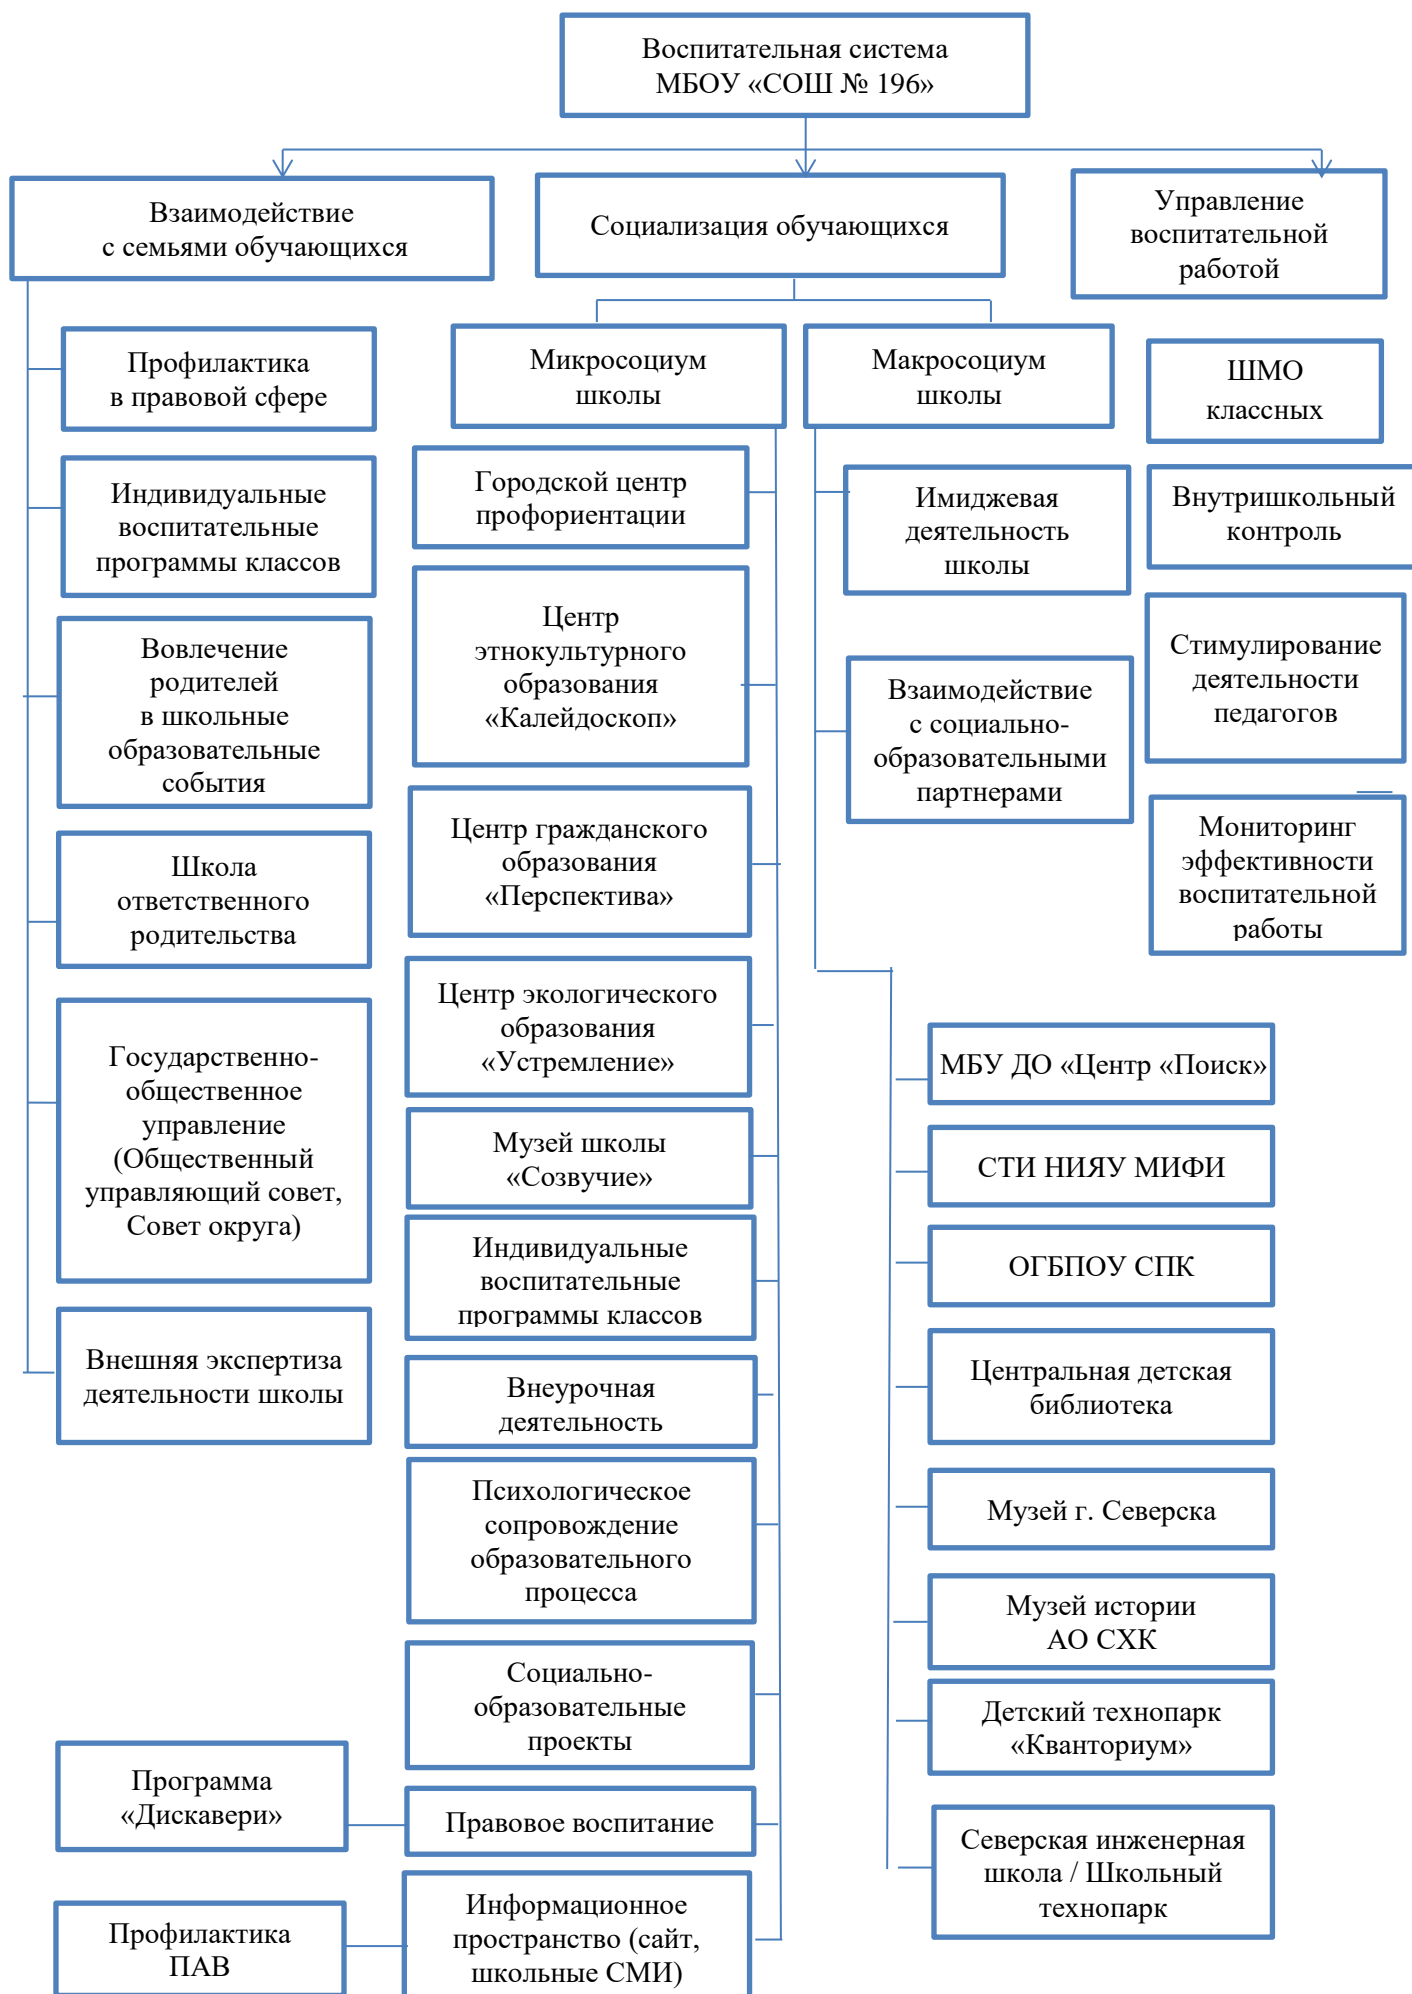 Воспитательная система
МБОУ «СОШ № 196»
Взаимодействие
с семьями обучающихся
Социализация обучающихся
Управление
воспитательной
работой
Профилактика
в правовой сфере
Индивидуальные
воспитательные
программы классов
Вовлечение
родителей
в школьные
образовательные
события
Школа
ответственного
родительства
Государственно-
общественное
управление
(Общественный
управляющий совет,
Совет округа)
Внешняя экспертиза
деятельности школы
Микросоциум
школы
Городской центр
профориентации
Центр
этнокультурного
образования
«Калейдоскоп»
Центр гражданского
образования
«Перспектива»
Центр экологического
образования
«Устремление»
Музей школы
«Созвучие»
Индивидуальные
воспитательные
программы классов
Внеурочная
деятельность
Психологическое
сопровождение
образовательного
процесса
Социально-
образовательные
проекты
Правовое воспитание
Программа
«Дискавери»
Информационное
пространство (сайт,
школьные СМИ)
Профилактика
ПАВ
Макросоциум
школы
Имиджевая
деятельность
школы
Взаимодействие
с социально-
образовательными
партнерами
МБУ ДО «Центр «Поиск»
СТИ НИЯУ МИФИ
ОГБПОУ СПК
Центральная детская
библиотека
Музей г. Северска
Музей истории
АО СХК
Детский технопарк
«Кванториум»
Северская инженерная
школа / Школьный
технопарк
ШМО
классных
Внутришкольный
контроль
Стимулирование
деятельности
педагогов
Мониторинг
эффективности
воспитательной
работы